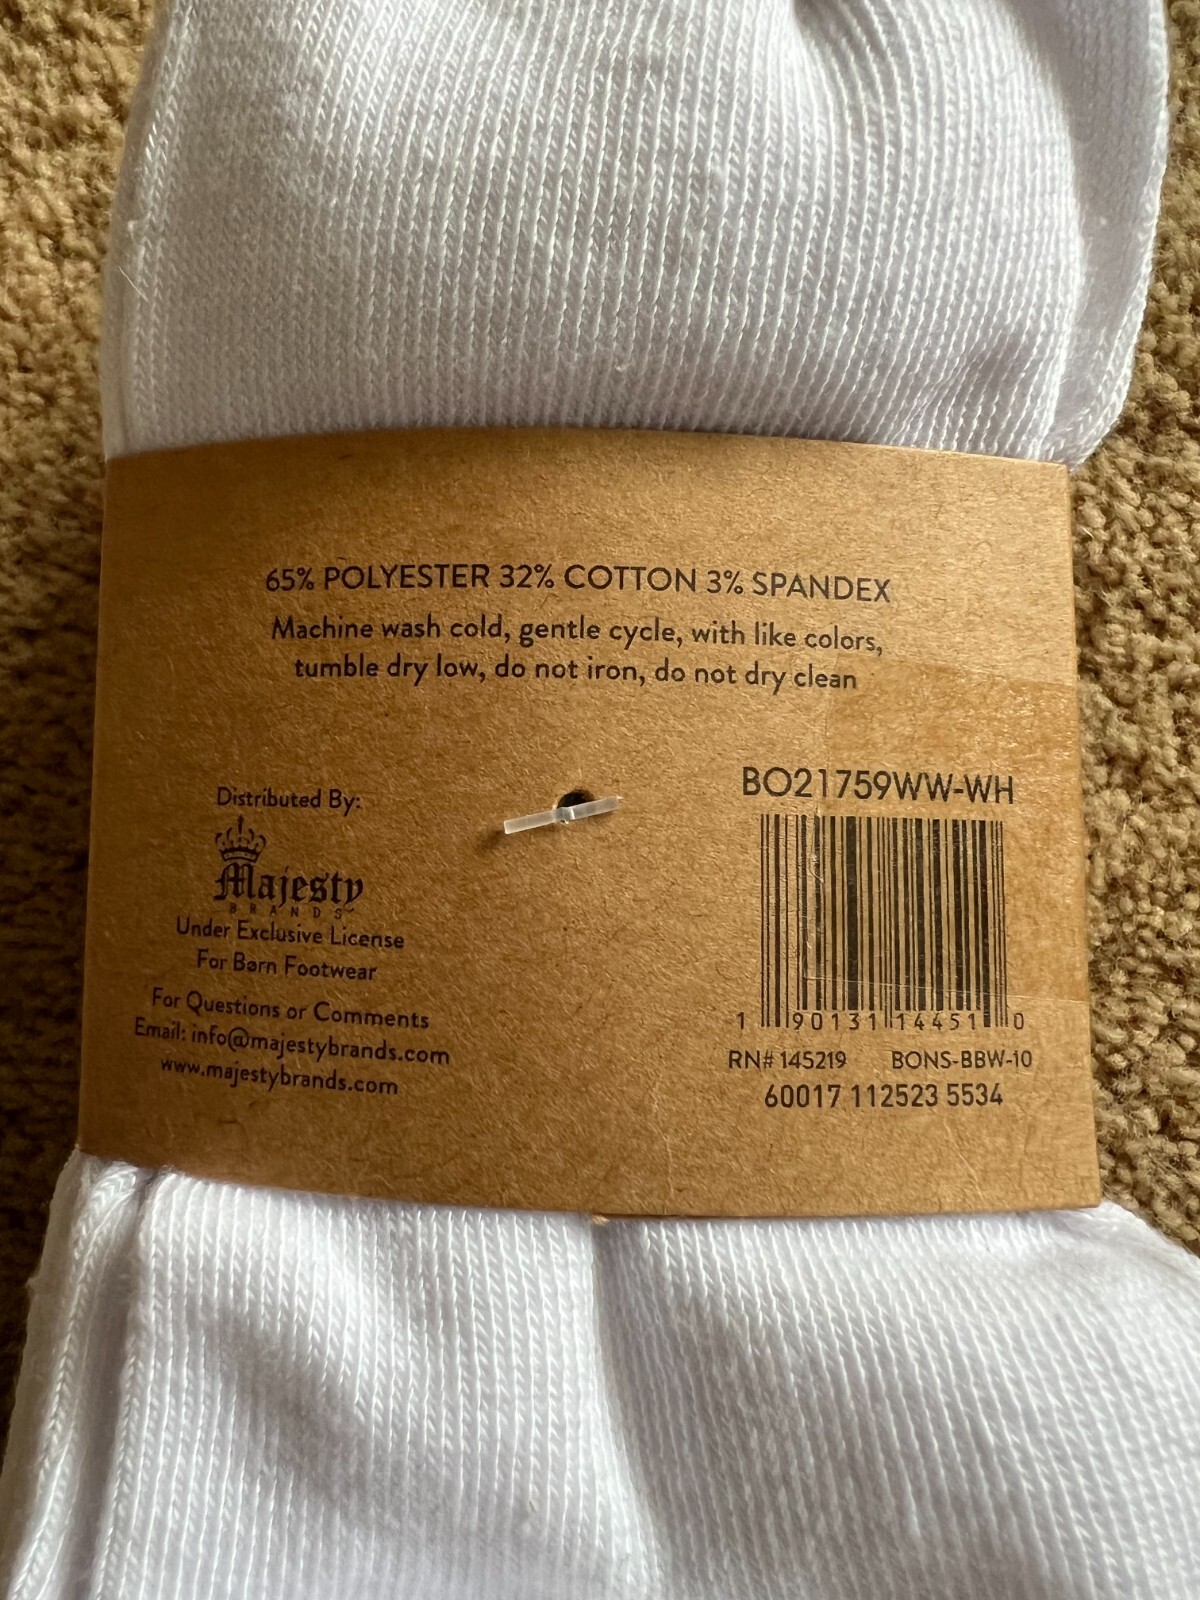 65% POLYESTER 32% COTTON 3% SPANDEX
Machine wash cold, gentle cycle, with like colors,
tumble dry low, do not iron, do not dry clean
Distributed By:
Majesty
BRANDS
Under Exclusive License
For Børn Footwear
For Questions or Comments
Email: info@majestybrands.com
www.majestybrands.com
BO21759WW-WH
1 90131 14451 0
RN# 145219 BONS-BBW-10
60017 112523 5534